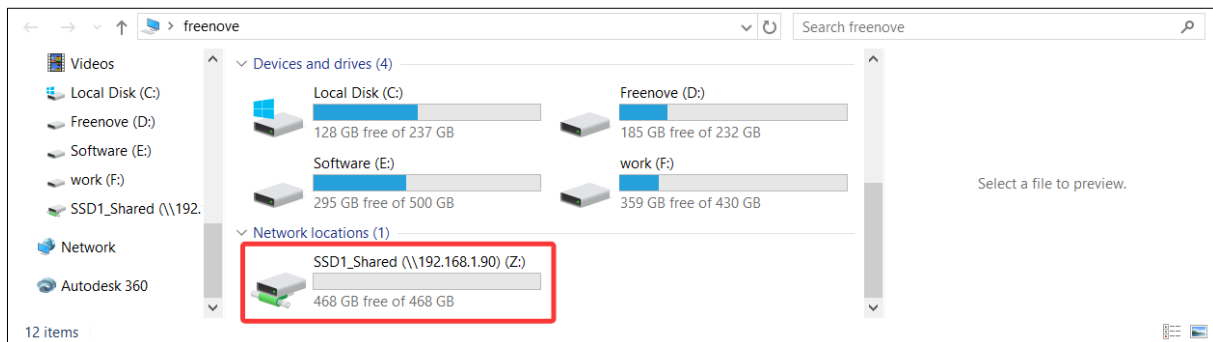 freenove
Search freenove
Videos
Local Disk (C:)
Freenove (D:)
Software (E:)
work (F:)
SSD1_Shared (\\192.
Network
Autodesk 360
Devices and drives (4)
Local Disk (C:)
128 GB free of 237 GB
Freenove (D:)
185 GB free of 232 GB
Software (E:)
295 GB free of 500 GB
work (F:)
359 GB free of 430 GB
Network locations (1)
SSD1_Shared (\\192.168.1.90) (Z:)
468 GB free of 468 GB
Select a file to preview.
12 items